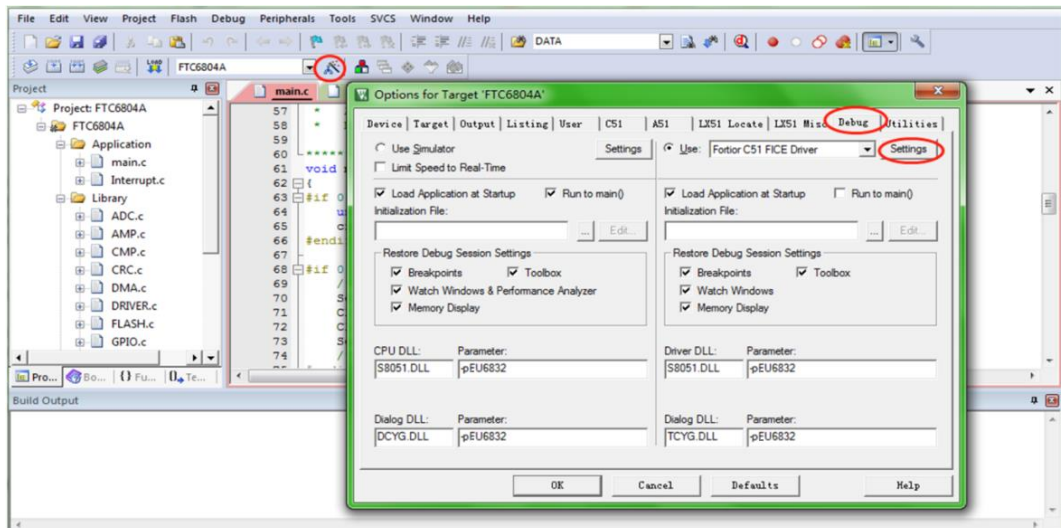 File Edit View Project Flash Debug Peripherals Tools SVCS Window Help
DATA
LOAD FTC6804A
Project
Project: FTC6804A
FTC6804A
Application
main.c
Interrupt.c
Library
ADC.c
AMP.c
CMP.c
CRC.c
DMA.c
DRIVER.c
FLASH.c
GPIO.c
Pro... Bo... {} Fu... Te...
main.c
57 *
58 *
59
60 *****
61 void
62 {
63 #if 0
64
65
66 #endi
67
68 #if 0
69 /
70 S
71 C
72 C
73 S
74 /
Options for Target 'FTC6804A'
Device Target Output Listing User C51 A51 LX51 Locate LX51 Misc Debug Utilities
Use Simulator Settings
Limit Speed to Real-Time
Use: Fortior C51 FICE Driver Settings
Load Application at Startup Run to main()
Initialization File:
... Edit...
Restore Debug Session Settings
Breakpoints Toolbox
Watch Windows & Performance Analyzer
Memory Display
CPU DLL: Parameter:
S8051.DLL -pEU6832
Dialog DLL: Parameter:
DCYG.DLL -pEU6832
Load Application at Startup Run to main()
Initialization File:
... Edit...
Restore Debug Session Settings
Breakpoints Toolbox
Watch Windows
Memory Display
Driver DLL: Parameter:
S8051.DLL -pEU6832
Dialog DLL: Parameter:
TCYG.DLL -pEU6832
OK Cancel Defaults Help
Build Output